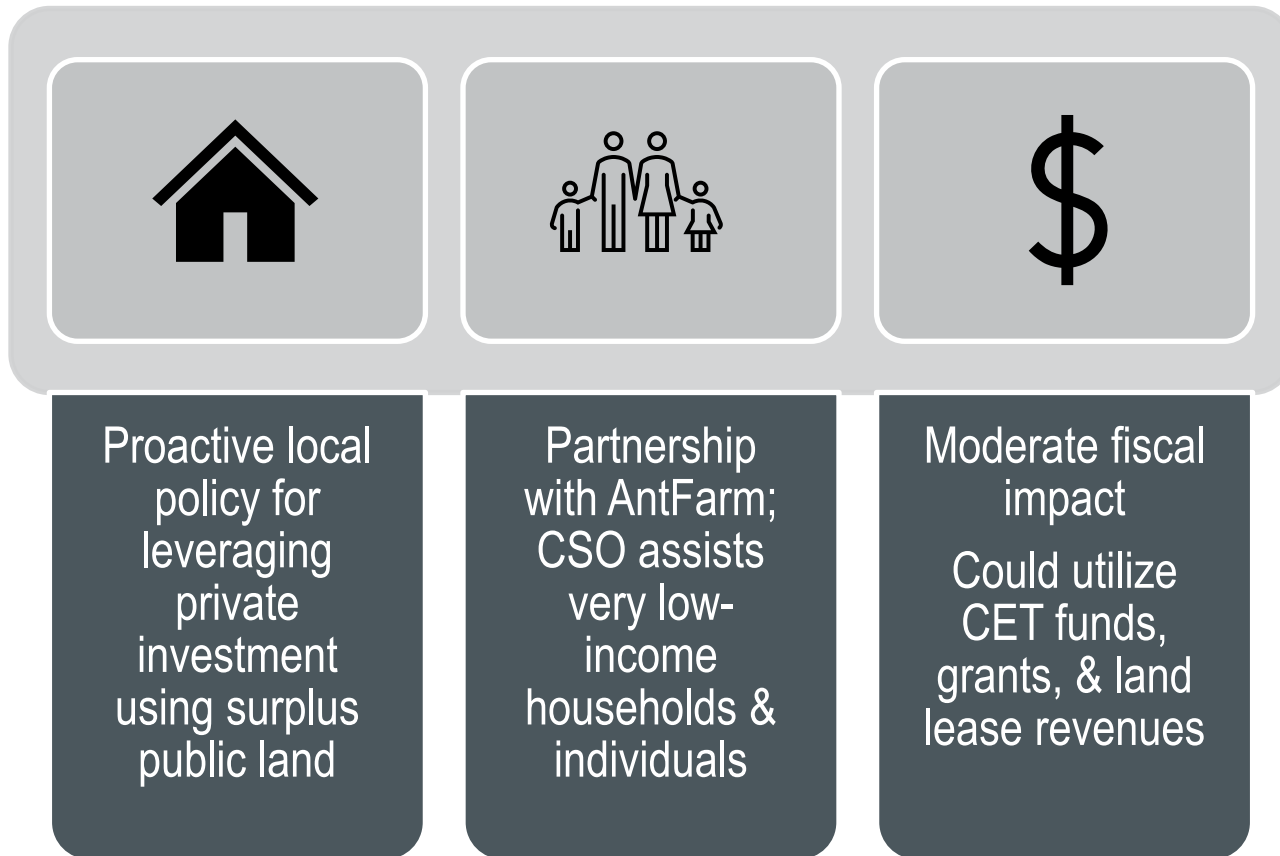 Proactive local
policy for
leveraging
private
investment
using surplus
public land
Partnership
with AntFarm;
CSO assists
very low-
income
households &
individuals
Moderate fiscal
impact
Could utilize
CET funds,
grants, & land
lease revenues